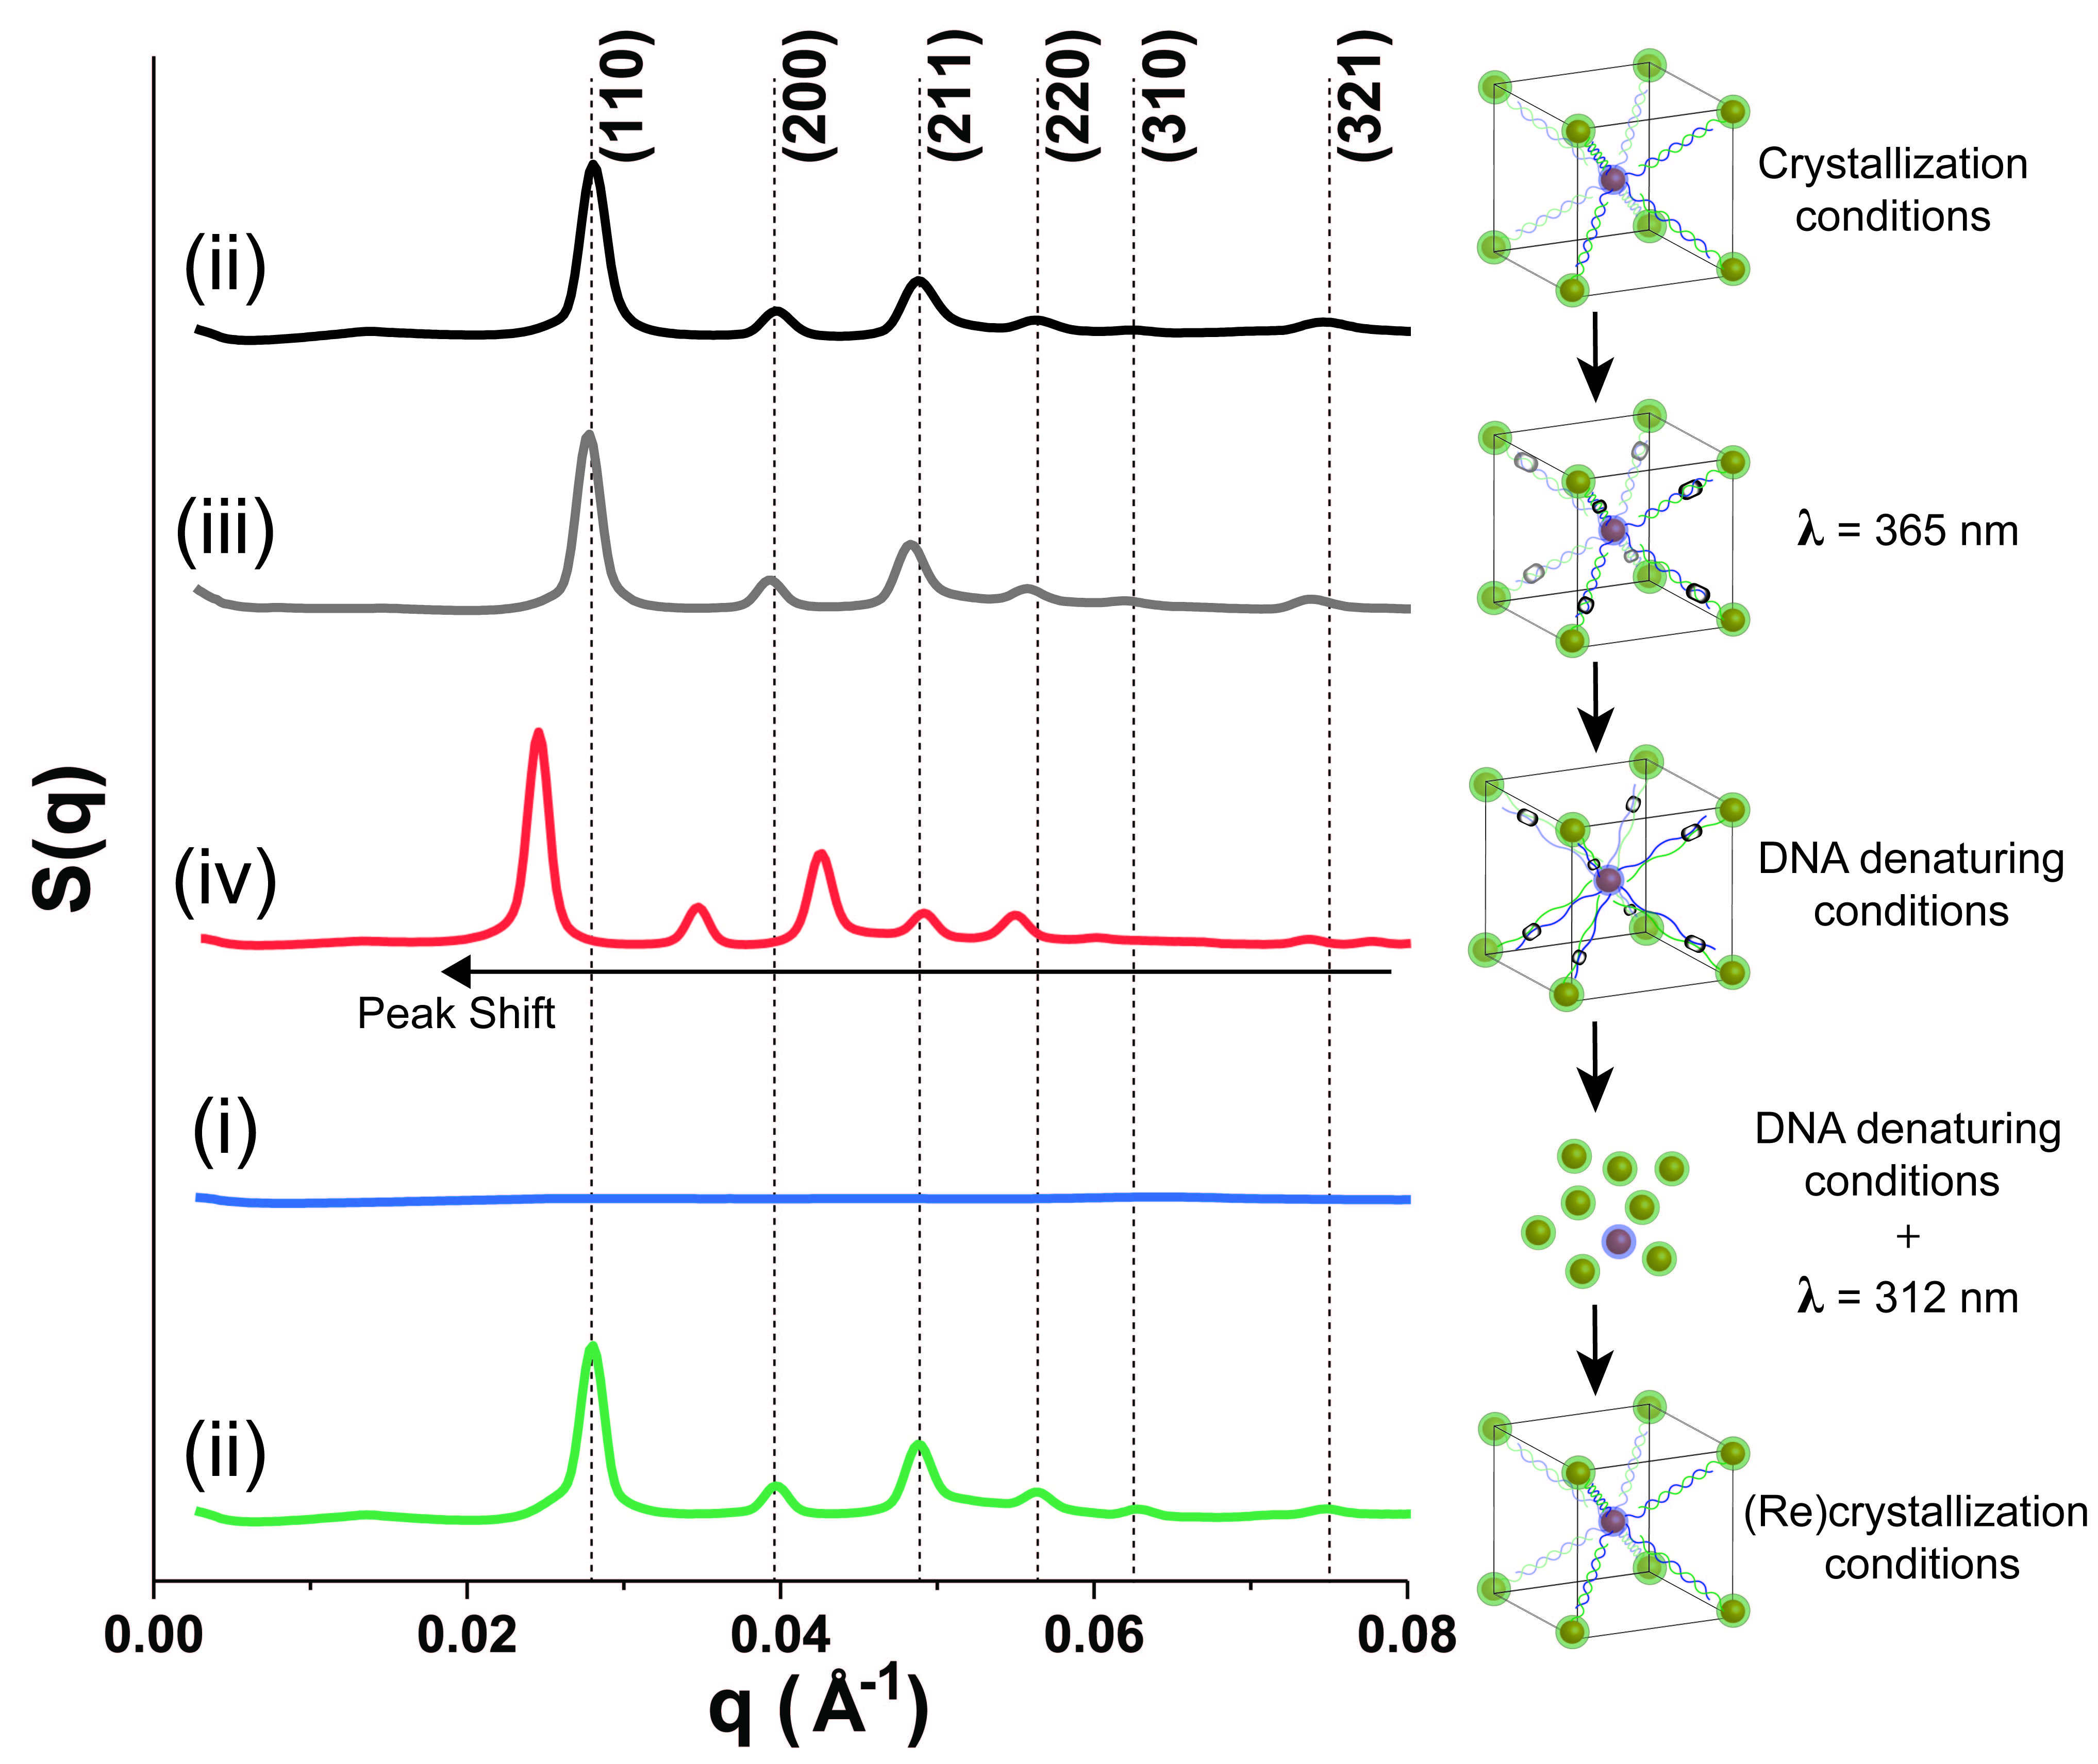 (110)
(200)
(211)
(220)
(310)
(321)
(ii)
Crystallization
conditions
(iii)
λ = 365 nm
(iv)
DNA denaturing
conditions
Peak Shift
S(q)
(i)
DNA denaturing
conditions
+
λ = 312 nm
(ii)
(Re)crystallization
conditions
0.00
0.02
0.04
0.06
0.08
q (Å-1)